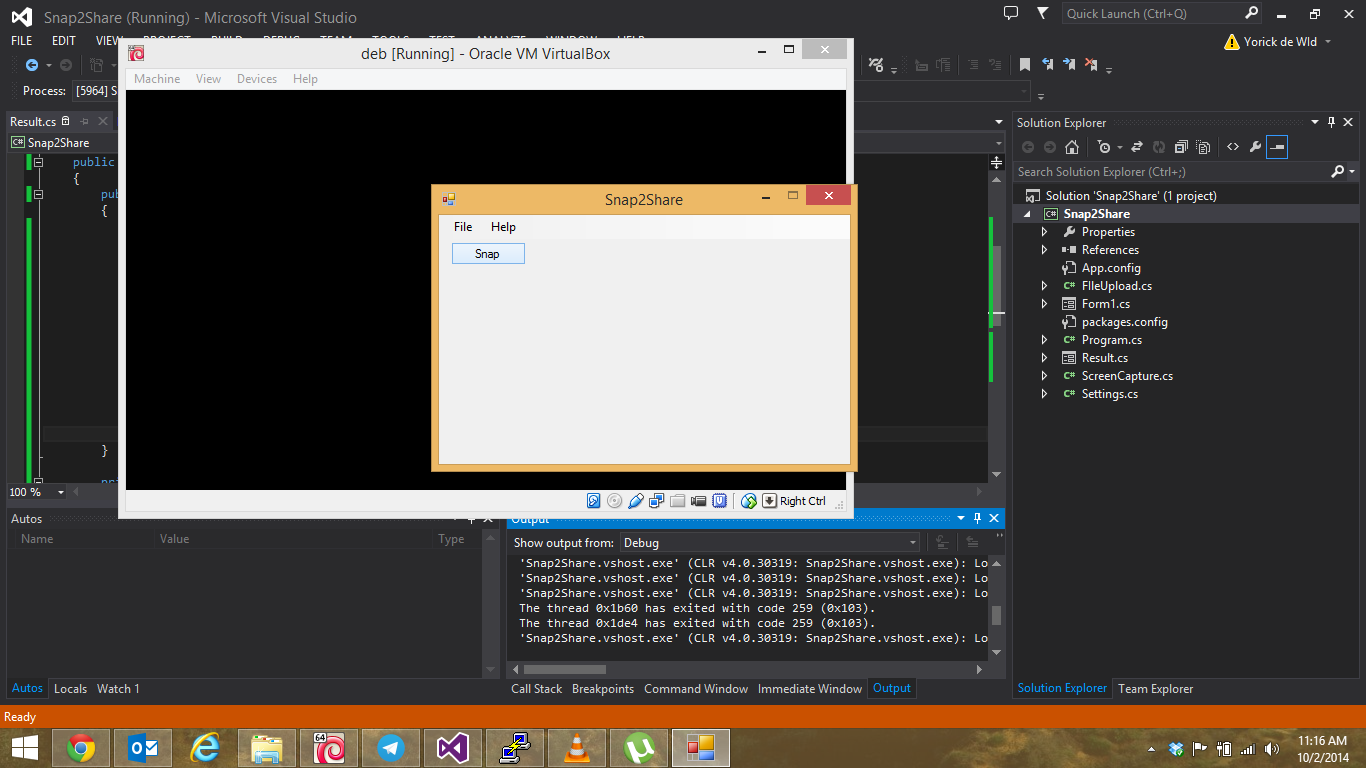 Snap2Share (Running) - Microsoft Visual Studio
Quick Launch (Ctrl+Q)
FILE EDIT
Yorick de Wld
deb [Running] - Oracle VM VirtualBox
Machine View Devices Help
Process: [5964] S
Result.cs
Snap2Share
public
{
pu
{
}
100 %
Snap2Share
File Help
Snap
Right Ctrl
Solution Explorer
Search Solution Explorer (Ctrl+;)
Solution 'Snap2Share' (1 project)
Snap2Share
Properties
References
App.config
FIleUpload.cs
Form1.cs
packages.config
Program.cs
Result.cs
ScreenCapture.cs
Settings.cs
Autos
Name Value Type
Output
Show output from: Debug
'Snap2Share.vshost.exe' (CLR v4.0.30319: Snap2Share.vshost.exe): Lo
'Snap2Share.vshost.exe' (CLR v4.0.30319: Snap2Share.vshost.exe): Lo
'Snap2Share.vshost.exe' (CLR v4.0.30319: Snap2Share.vshost.exe): Lo
The thread 0x1b60 has exited with code 259 (0x103).
The thread 0x1de4 has exited with code 259 (0x103).
'Snap2Share.vshost.exe' (CLR v4.0.30319: Snap2Share.vshost.exe): Lo
Autos Locals Watch 1
Call Stack Breakpoints Command Window Immediate Window Output
Solution Explorer Team Explorer
Ready
64
11:16 AM
10/2/2014